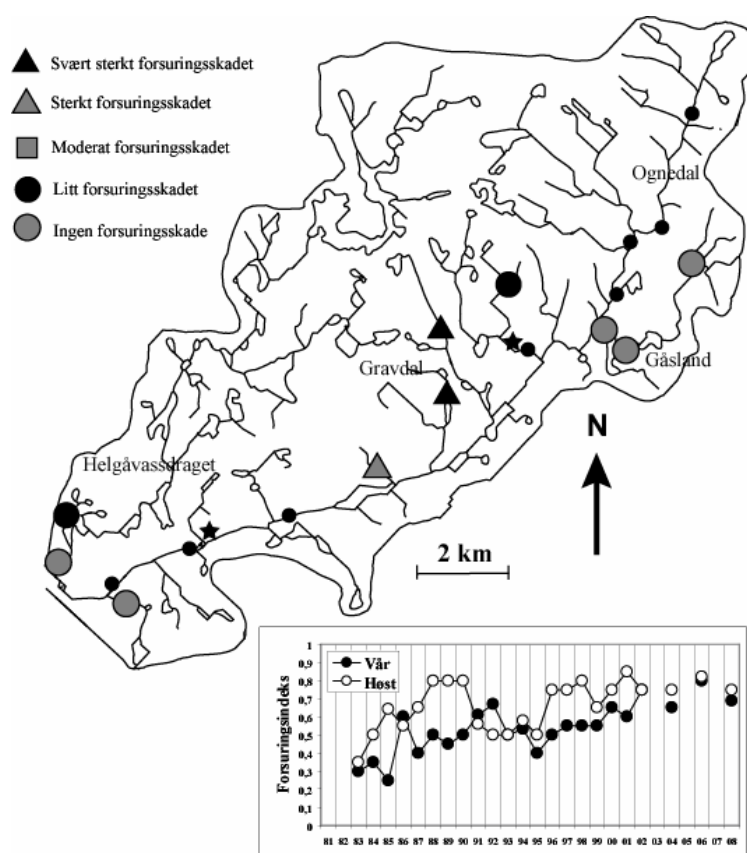 Svært sterkt forsuringsskadet
Sterkt forsuringsskadet
Moderat forsuringsskadet
Litt forsuringsskadet
Ingen forsuringsskade
Ognedal
Gåsland
Gravdal
Helgåvassdraget
N
2 km
Forsuringsindeks
1
0,9
0,8
0,7
0,6
0,5
0,4
0,3
0,2
0,1
0
Vår
Høst
81 82 83 84 85 86 87 88 89 90 91 92 93 94 95 96 97 98 99 00 01 02 03 04 05 06 07 08